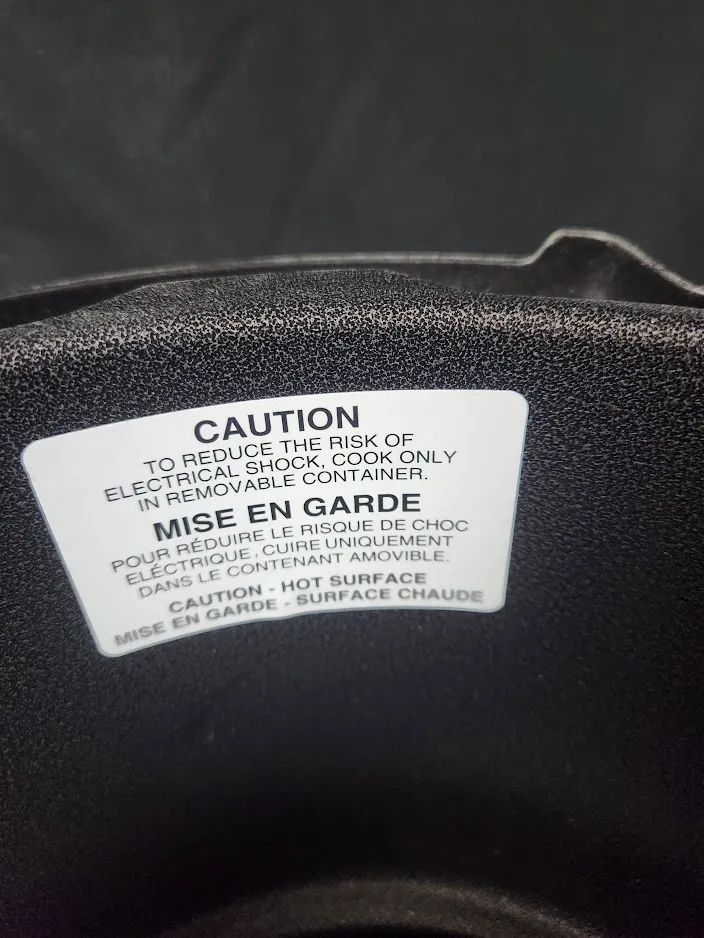 CAUTION
TO REDUCE THE RISK OF
ELECTRICAL SHOCK, COOK ONLY
IN REMOVABLE CONTAINER.
MISE EN GARDE
POUR RÉDUIRE LE RISQUE DE CHOC
ELÉCTRIQUE, CUIRE UNIQUEMENT
DANS LE CONTENANT AMOVIBLE.
CAUTION - HOT SURFACE
MISE EN GARDE - SURFACE CHAUDE